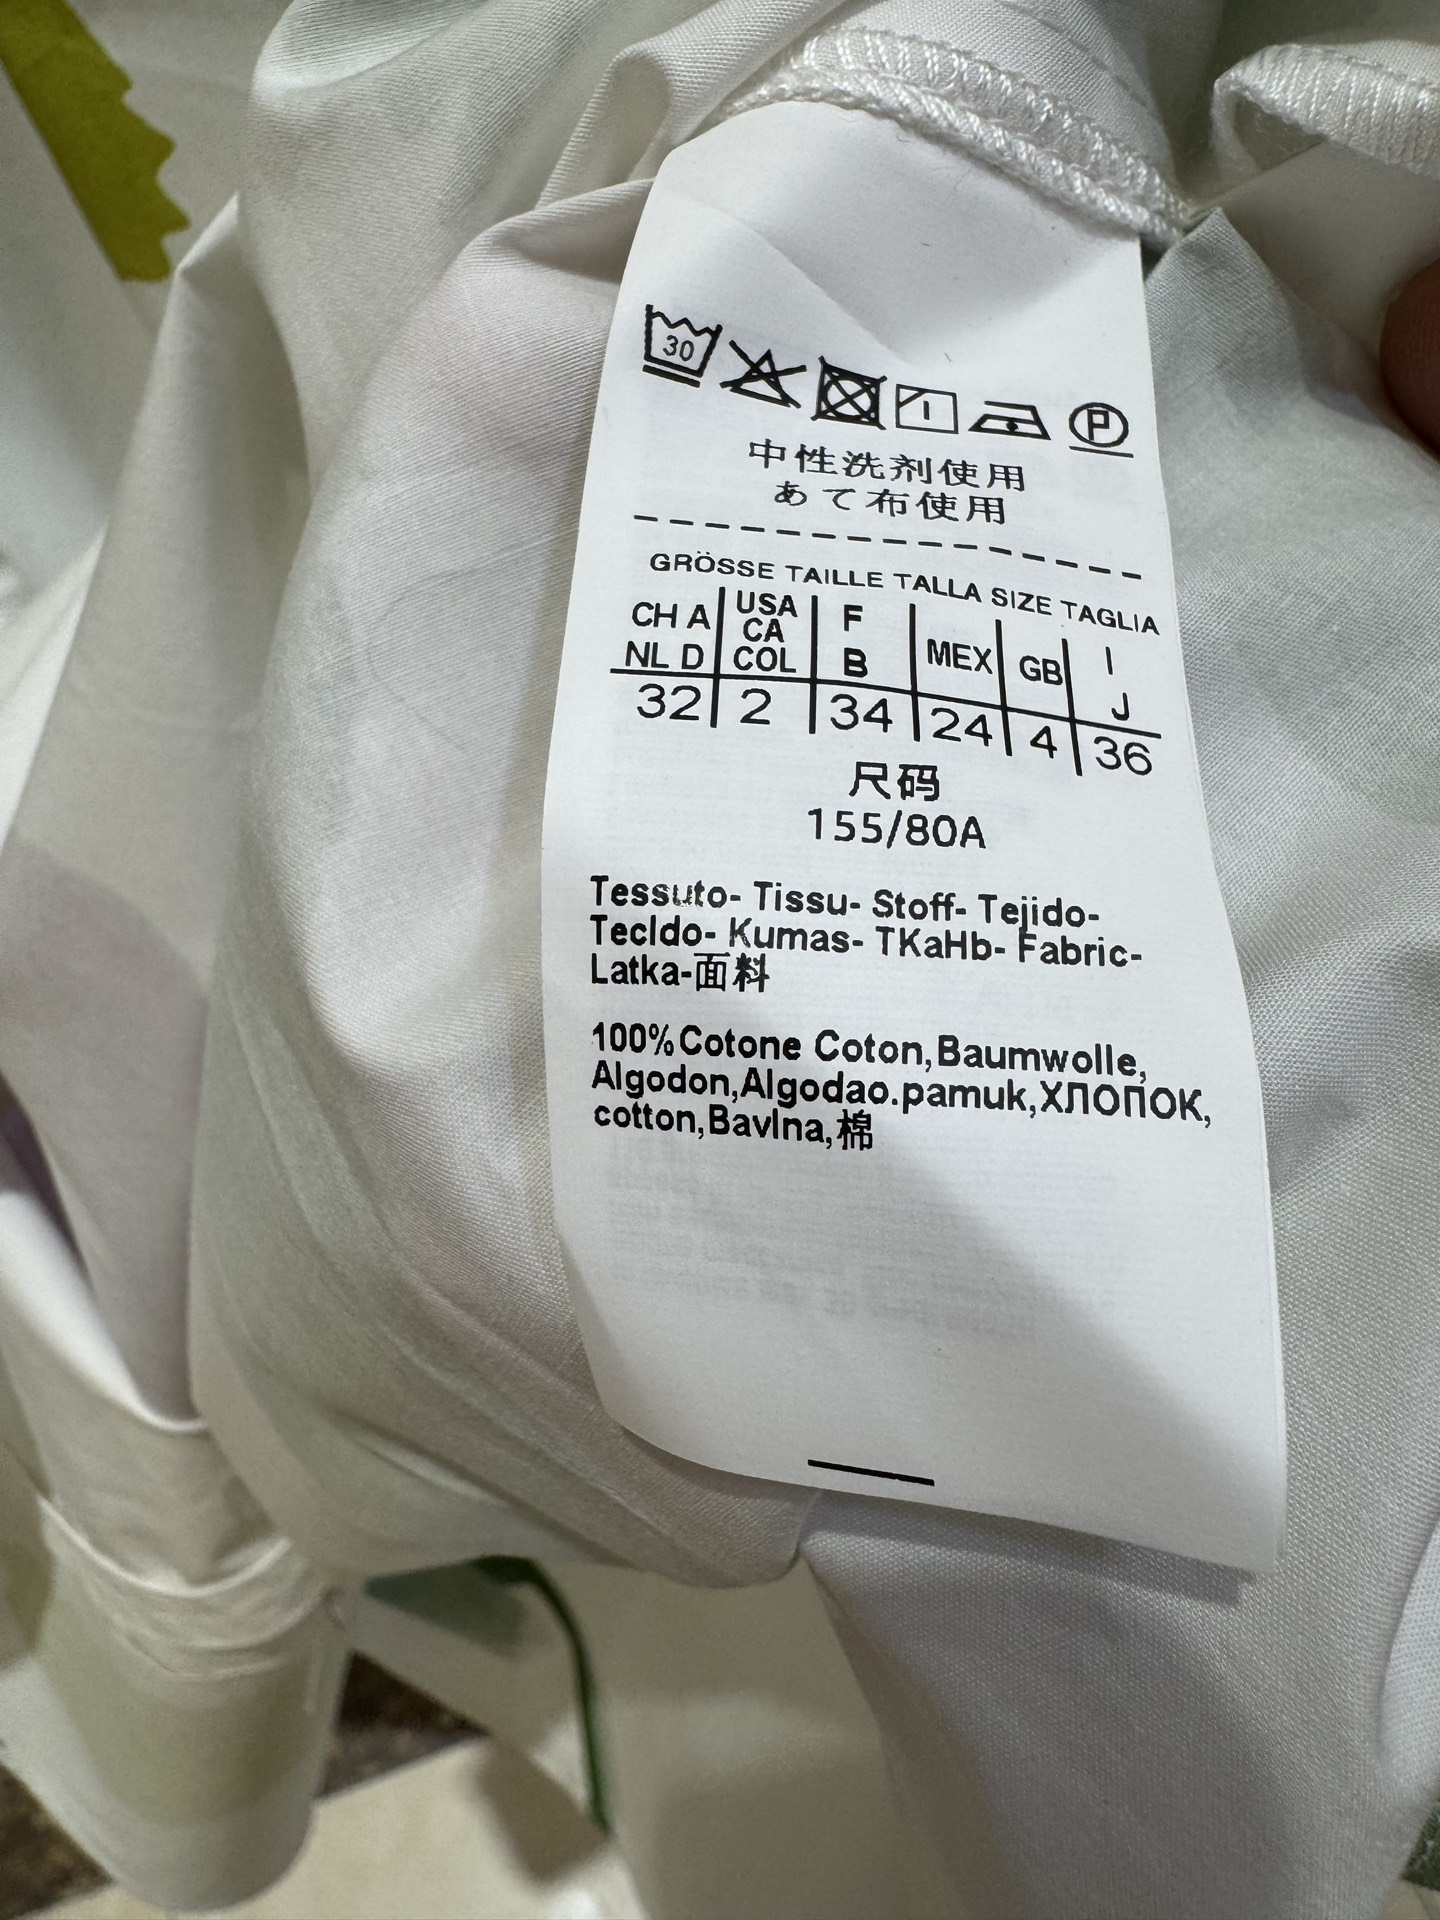 30
P
中性洗剤使用
あて布使用
GRÖSSE TAILLE TALLA SIZE TAGLIA
CH A NL D USA CA COL F B MEX GB I J
32 2 34 24 4 36
尺码
155/80A
Tessuto- Tissu- Stoff- Tejido-
Tecldo- Kumas- TKaHb- Fabric-
Latka-面料
100%Cotone Coton,Baumwolle,
Algodon,Algodao.pamuk,ХЛОПОК,
cotton,Bavlna,棉